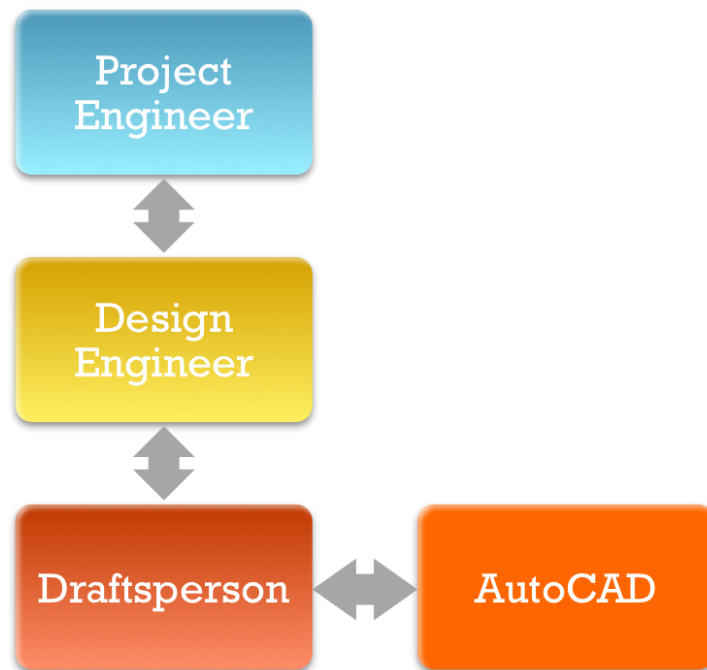 Project
Engineer
Design
Engineer
Draftsperson
AutoCAD